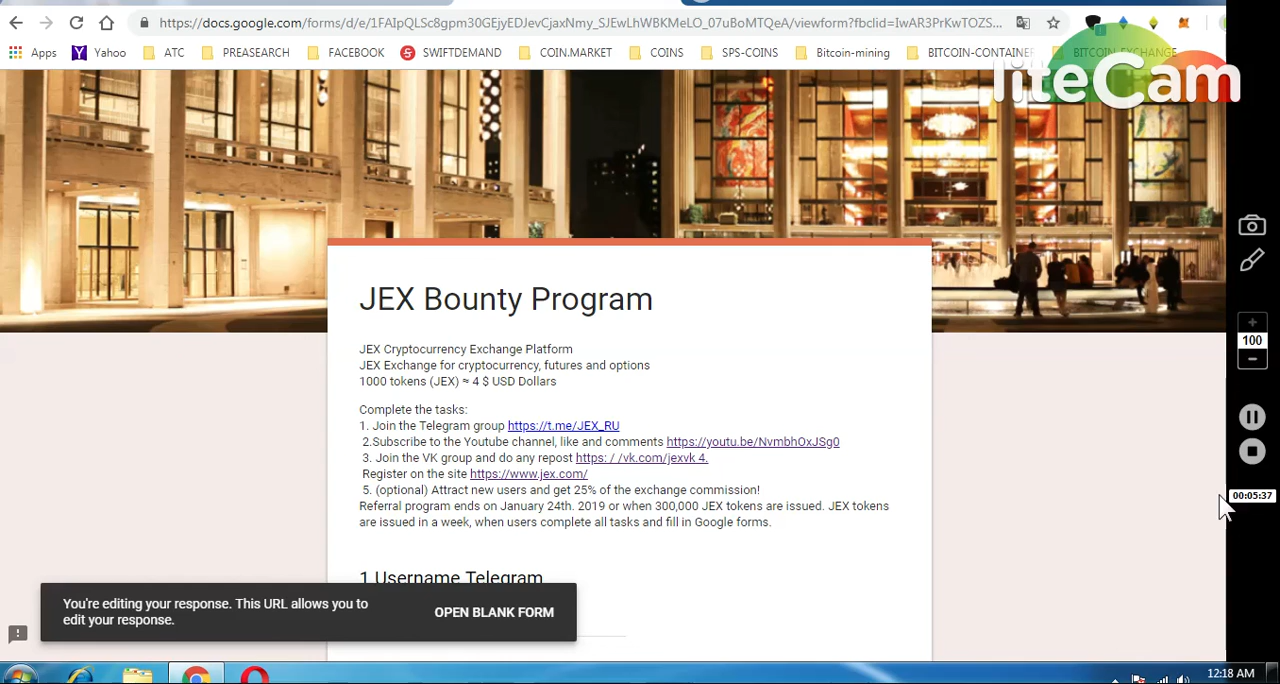 https://docs.google.com/forms/d/e/1FAIpQLSc8gpm30GEjyEDJevCjaxNmy_SJEwLhWBKMeLO_07uBoMTQeA/viewform?fbclid=IwAR3PrKwTOZS...
Apps Yahoo ATC PREASEARCH FACEBOOK SWIFTDEMAND COIN.MARKET COINS SPS-COINS Bitcoin-mining BITCOIN-CONTAINER BITCOIN-EXCHANGE
liteCam
JEX Bounty Program
JEX Cryptocurrency Exchange Platform
JEX Exchange for cryptocurrency, futures and options
1000 tokens (JEX) ≈ 4 $ USD Dollars
Complete the tasks:
1. Join the Telegram group https://t.me/JEX_RU
2.Subscribe to the Youtube channel, like and comments https://youtu.be/NvmbhOxJSg0
3. Join the VK group and do any repost https: / /vk.com/jexvk 4.
Register on the site https://www.jex.com/
5. (optional) Attract new users and get 25% of the exchange commission!
Referral program ends on January 24th. 2019 or when 300,000 JEX tokens are issued. JEX tokens
are issued in a week, when users complete all tasks and fill in Google forms.
1.Username Telegram
You're editing your response. This URL allows you to
edit your response.
OPEN BLANK FORM
100
00:05:37
12:18 AM